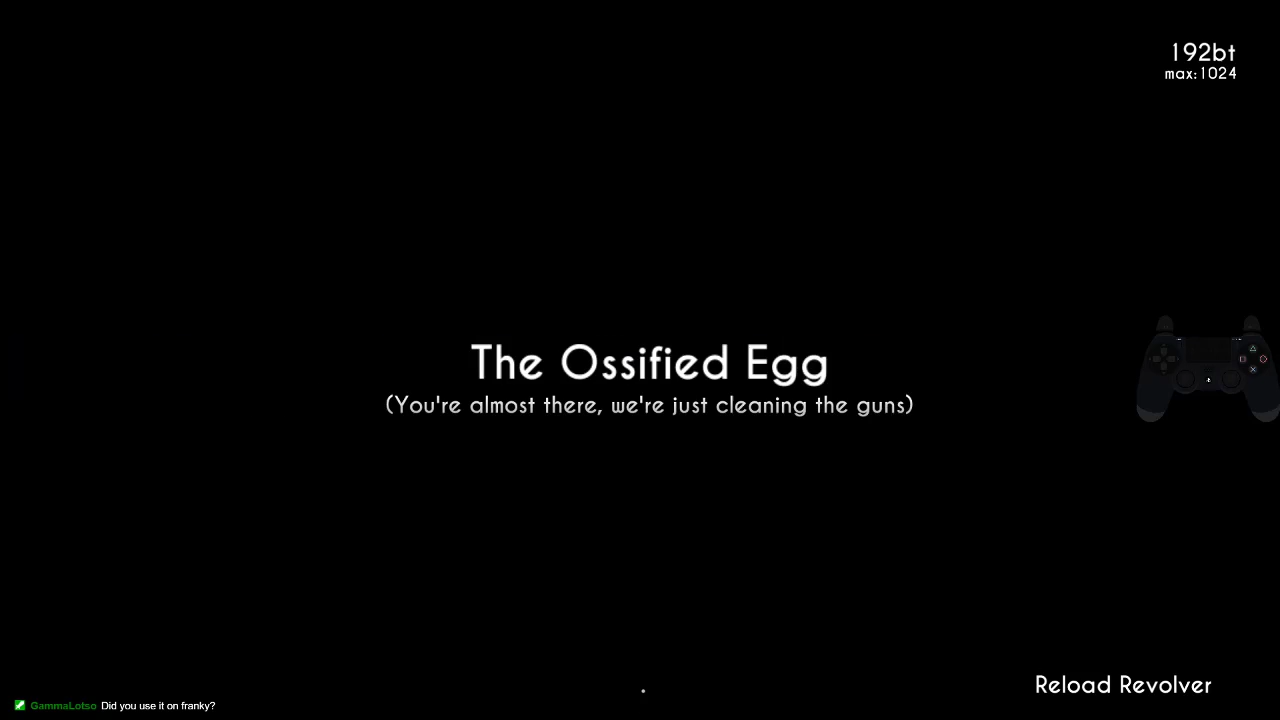 192bt
max:1024
The Ossified Egg
(You're almost there, we're just cleaning the guns)
Reload Revolver
GammaLotso Did you use it on franky?